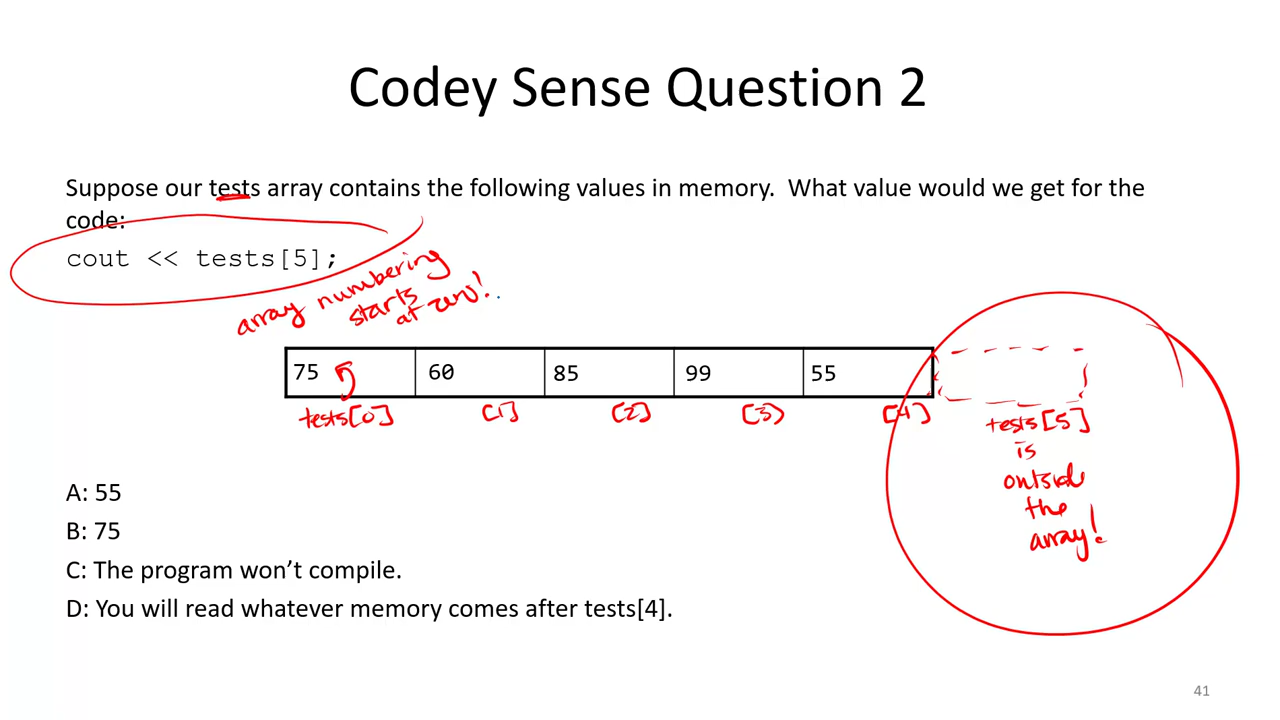 Codey Sense Question 2
Suppose our tests array contains the following values in memory. What value would we get for the
code:
cout << tests[5];
array numbering
starts
at zero!
75 60 85 99 55
tests[0] [1] [2] [3] [4] tests[5]
is
outside
the
array!
A: 55
B: 75
C: The program won’t compile.
D: You will read whatever memory comes after tests[4].
41